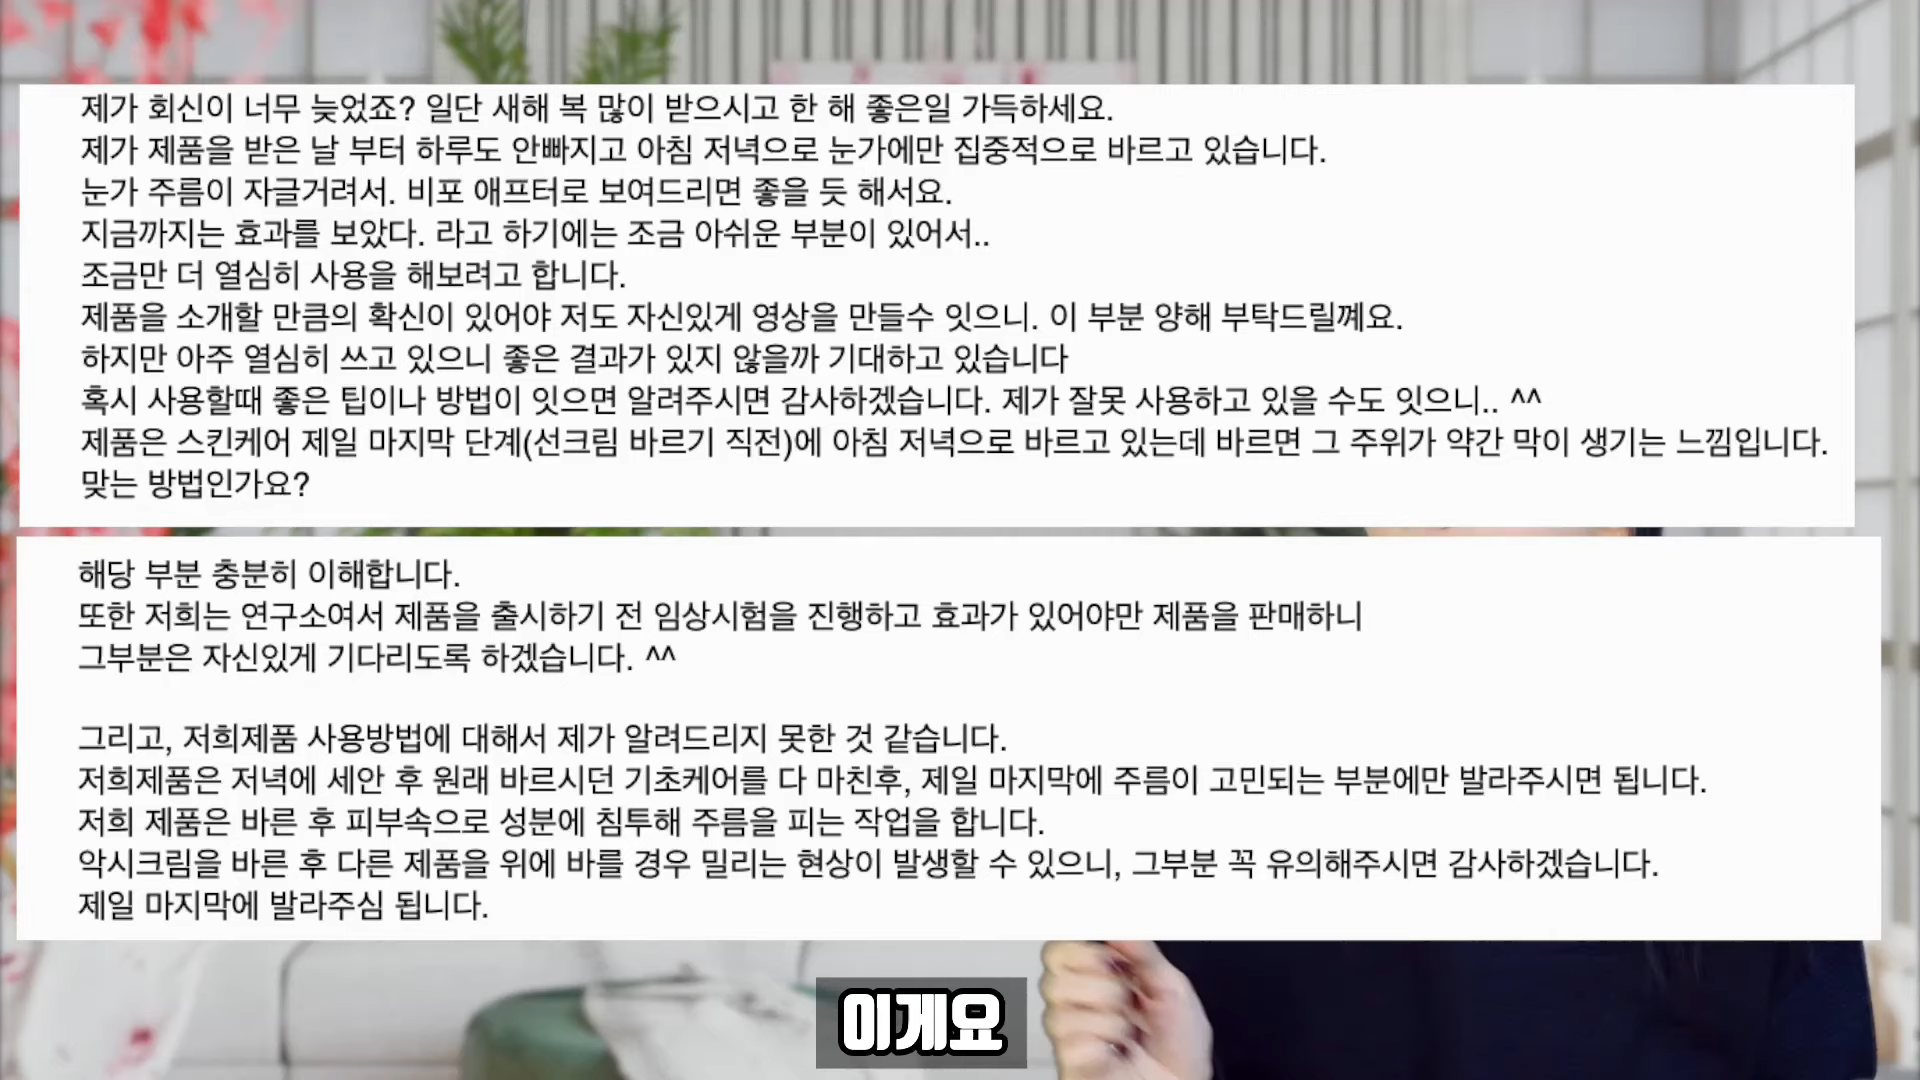 제가 회신이 너무 늦었죠? 일단 새해 복 많이 받으시고 한 해 좋은일 가득하세요.
제가 제품을 받은 날 부터 하루도 안빠지고 아침 저녁으로 눈가에만 집중적으로 바르고 있습니다.
눈가 주름이 자글거려서. 비포 애프터로 보여드리면 좋을 듯 해서요.
지금까지는 효과를 보았다. 라고 하기에는 조금 아쉬운 부분이 있어서..
조금만 더 열심히 사용을 해보려고 합니다.
제품을 소개할 만큼의 확신이 있어야 저도 자신있게 영상을 만들수 잇으니. 이 부분 양해 부탁드릴꼐요.
하지만 아주 열심히 쓰고 있으니 좋은 결과가 있지 않을까 기대하고 있습니다
혹시 사용할때 좋은 팁이나 방법이 잇으면 알려주시면 감사하겠습니다. 제가 잘못 사용하고 있을 수도 잇으니.. ^^
제품은 스킨케어 제일 마지막 단계(선크림 바르기 직전)에 아침 저녁으로 바르고 있는데 바르면 그 주위가 약간 막이 생기는 느낌입니다.
맞는 방법인가요?
해당 부분 충분히 이해합니다.
또한 저희는 연구소여서 제품을 출시하기 전 임상시험을 진행하고 효과가 있어야만 제품을 판매하니
그부분은 자신있게 기다리도록 하겠습니다. ^^
그리고, 저희제품 사용방법에 대해서 제가 알려드리지 못한 것 같습니다.
저희제품은 저녁에 세안 후 원래 바르시던 기초케어를 다 마친후, 제일 마지막에 주름이 고민되는 부분에만 발라주시면 됩니다.
저희 제품은 바른 후 피부속으로 성분에 침투해 주름을 피는 작업을 합니다.
악시크림을 바른 후 다른 제품을 위에 바를 경우 밀리는 현상이 발생할 수 있으니, 그부분 꼭 유의해주시면 감사하겠습니다.
제일 마지막에 발라주심 됩니다.
이게요